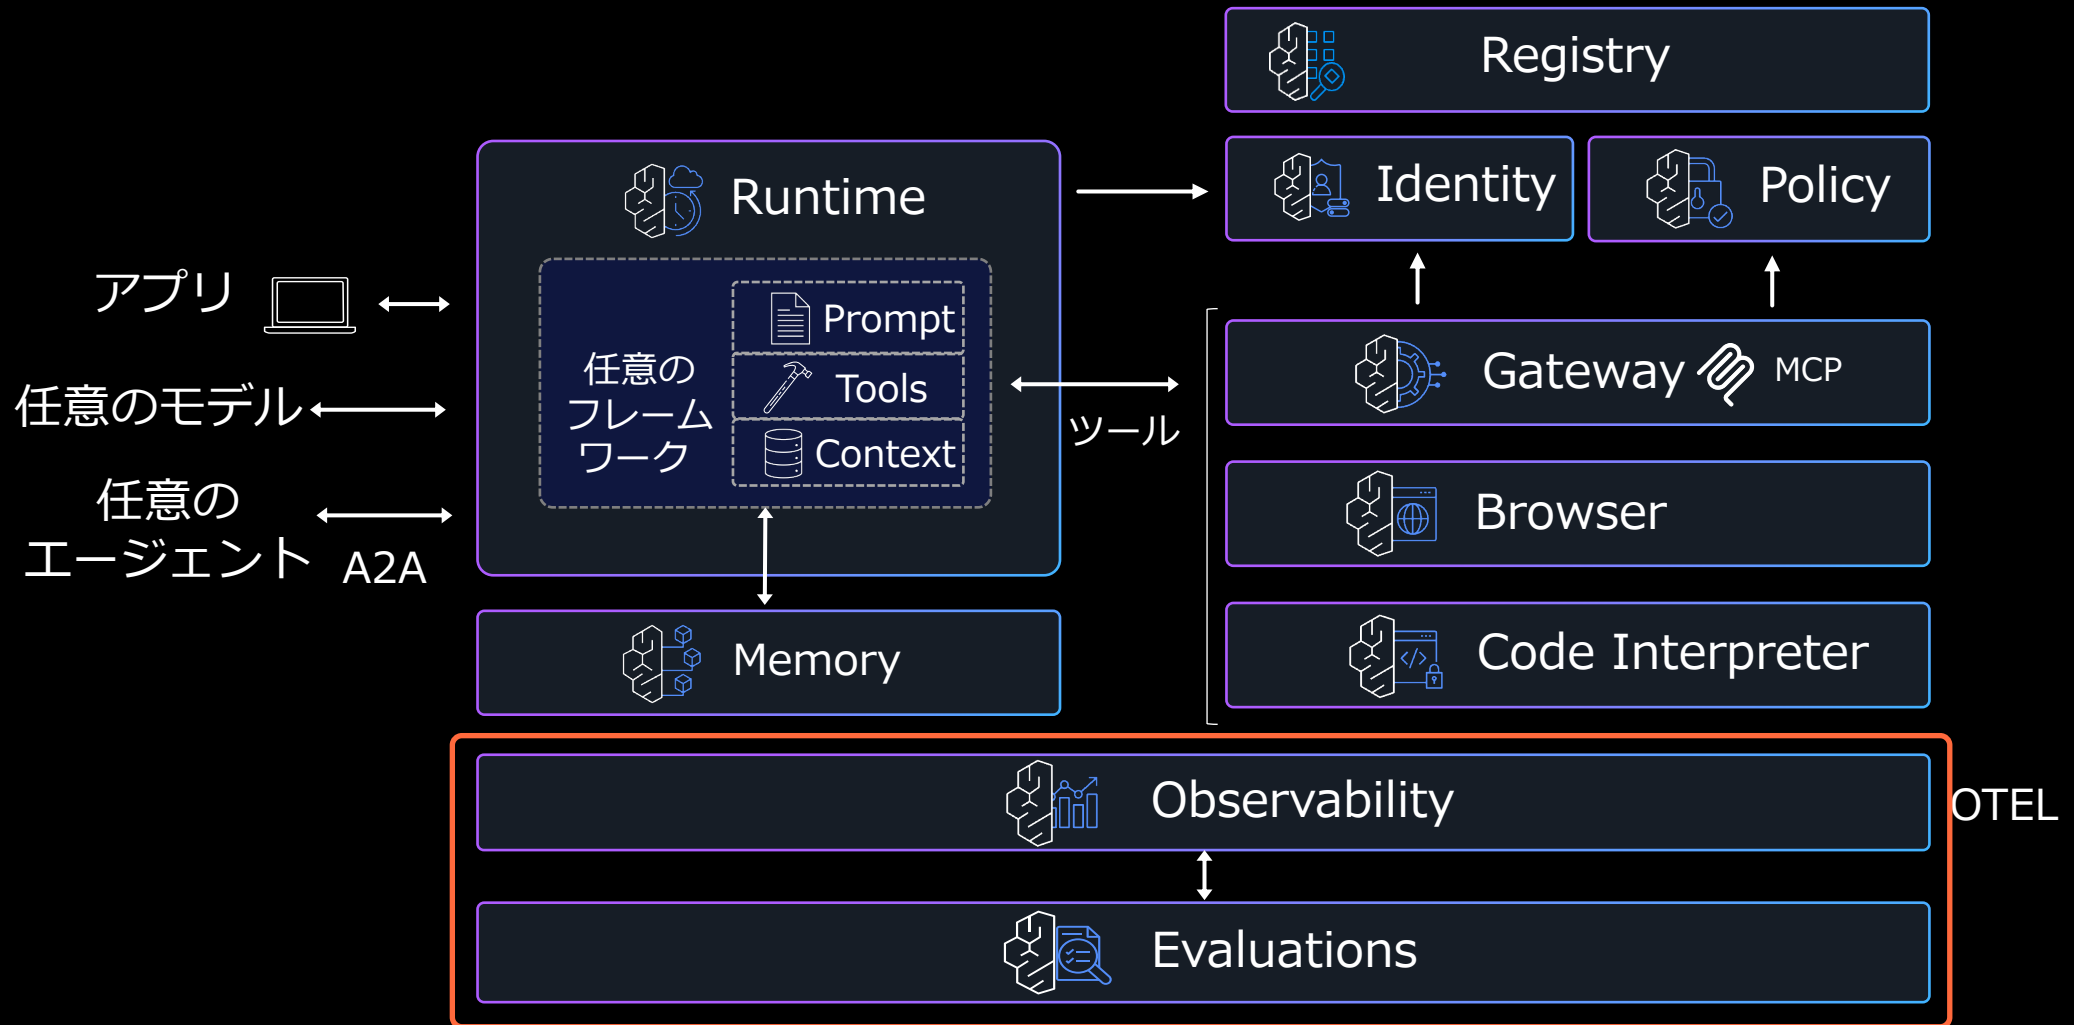 Registry
Identity
Policy
Runtime
アプリ
Prompt
任意の
フレーム
ワーク
Tools
Context
任意のモデル
ツール
Gateway
MCP
任意の
エージェント
A2A
Browser
Memory
Code Interpreter
Observability
OTEL
Evaluations